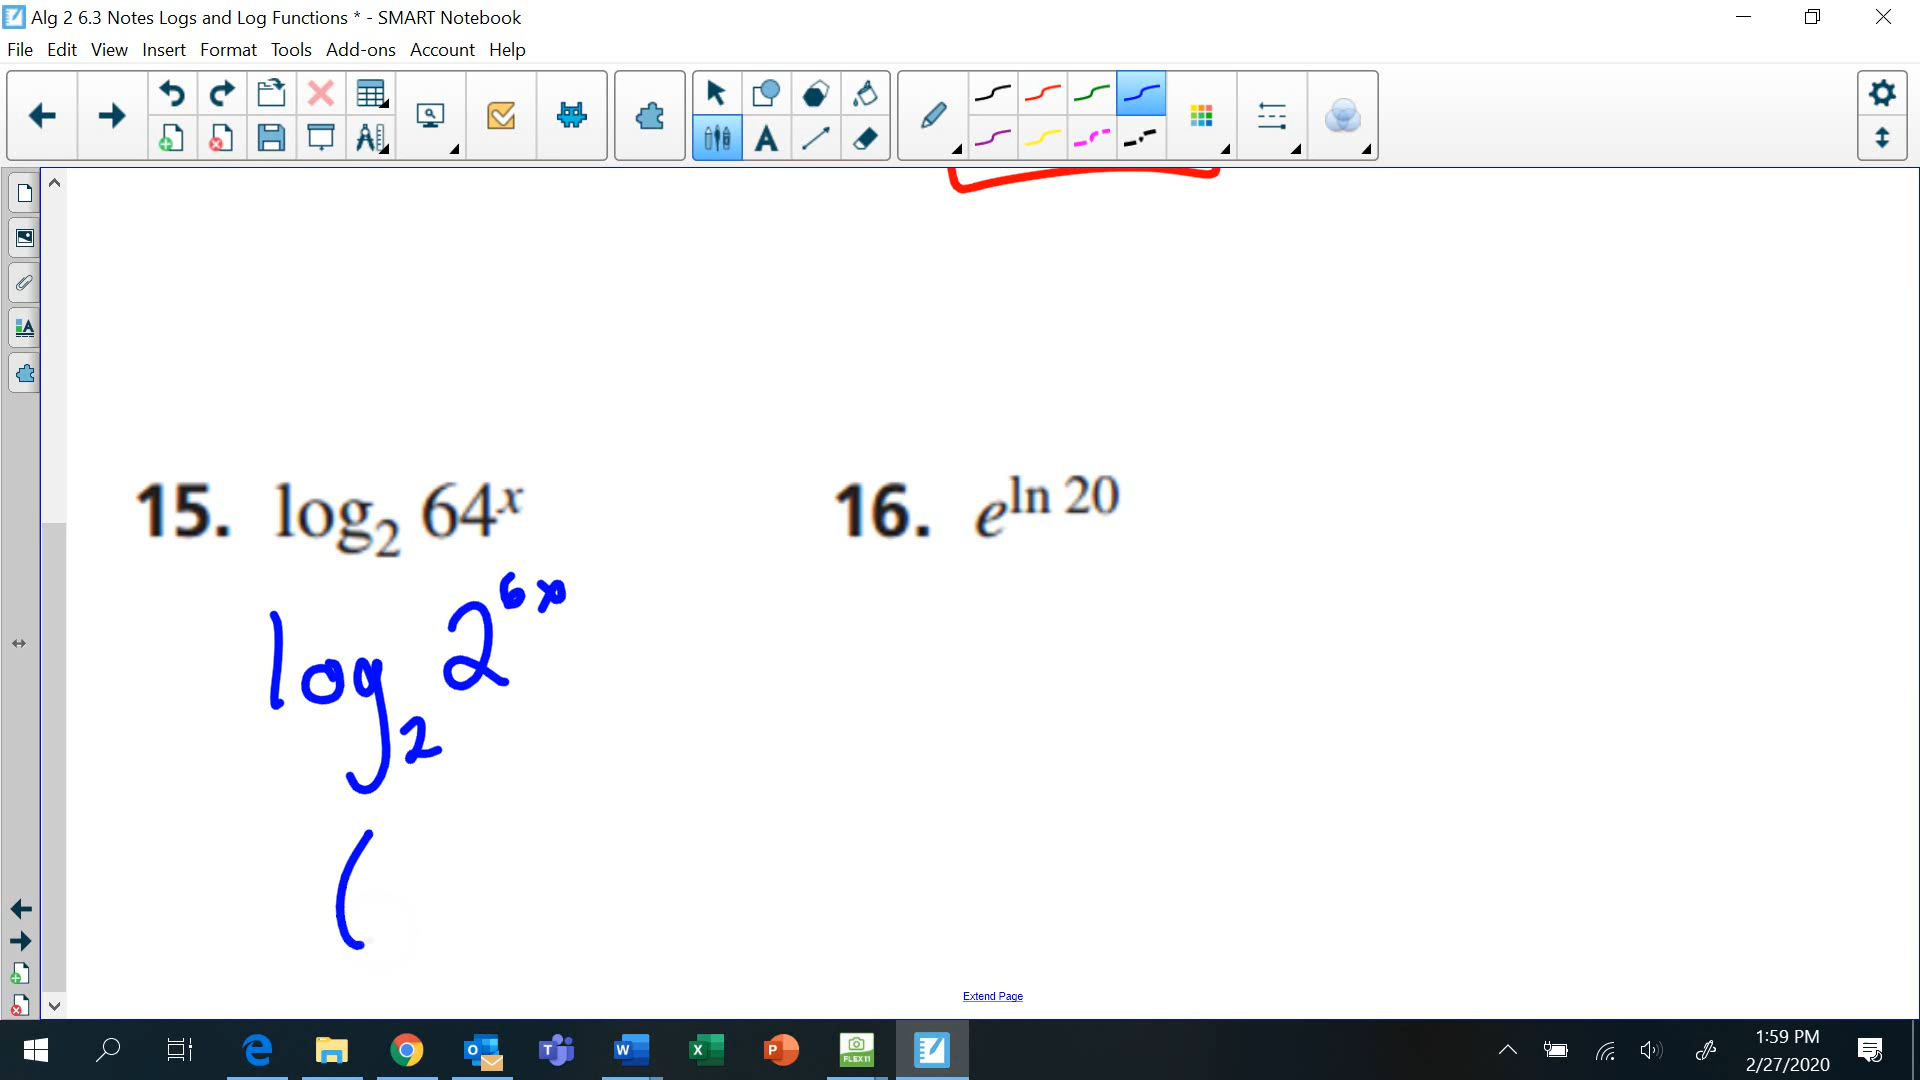 Alg 2 6.3 Notes Logs and Log Functions * - SMART Notebook
File Edit View Insert Format Tools Add-ons Account Help
15. log₂ 64ˣ
16. e^ln 20
log₂ 2^6x
(
Extend Page
1:59 PM
2/27/2020